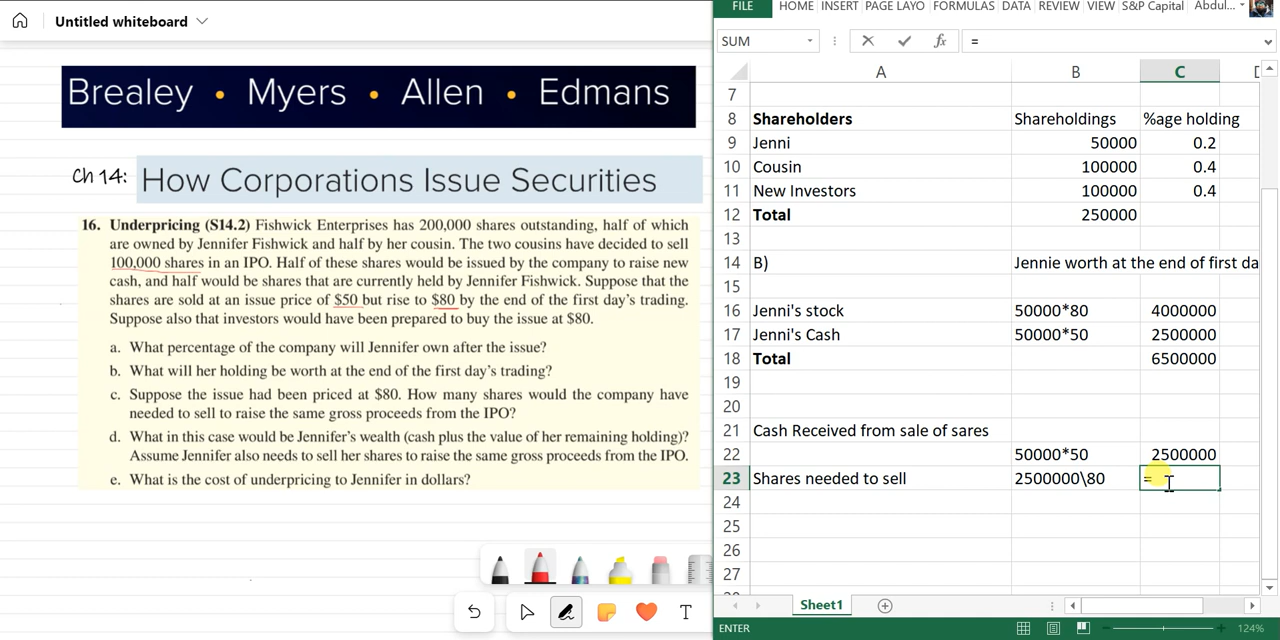 Untitled whiteboard
Brearley • Myers • Allen • Edmans
Ch 14: How Corporations Issue Securities
16. Underpricing (S14.2) Fishwick Enterprises has 200,000 shares outstanding, half of which
are owned by Jennifer Fishwick and half by her cousin. The two cousins have decided to sell
100,000 shares in an IPO. Half of these shares would be issued by the company to raise new
cash, and half would be shares that are currently held by Jennifer Fishwick. Suppose that the
shares are sold at an issue price of $50 but rise to $80 by the end of the first day's trading.
Suppose also that investors would have been prepared to buy the issue at $80.
a. What percentage of the company will Jennifer own after the issue?
b. What will her holding be worth at the end of the first day's trading?
c. Suppose the issue had been priced at $80. How many shares would the company have
needed to sell to raise the same gross proceeds from the IPO?
d. What in this case would be Jennifer's wealth (cash plus the value of her remaining holding)?
Assume Jennifer also needs to sell her shares to raise the same gross proceeds from the IPO.
e. What is the cost of underpricing to Jennifer in dollars?
T
FILE HOME INSERT PAGE LAYO FORMULAS DATA REVIEW VIEW S&P Capital Abdul...
SUM fx =
A B C
7
8 Shareholders Shareholdings %age holding
9 Jenni 50000 0.2
10 Cousin 100000 0.4
11 New Investors 100000 0.4
12 Total 250000
13
14 B) Jennie worth at the end of first da
15
16 Jenni's stock 50000*80 4000000
17 Jenni's Cash 50000*50 2500000
18 Total 6500000
19
20
21 Cash Received from sale of sares
22 50000*50 2500000
23 Shares needed to sell 2500000\80 =
24
25
26
27
Sheet1
ENTER 124%